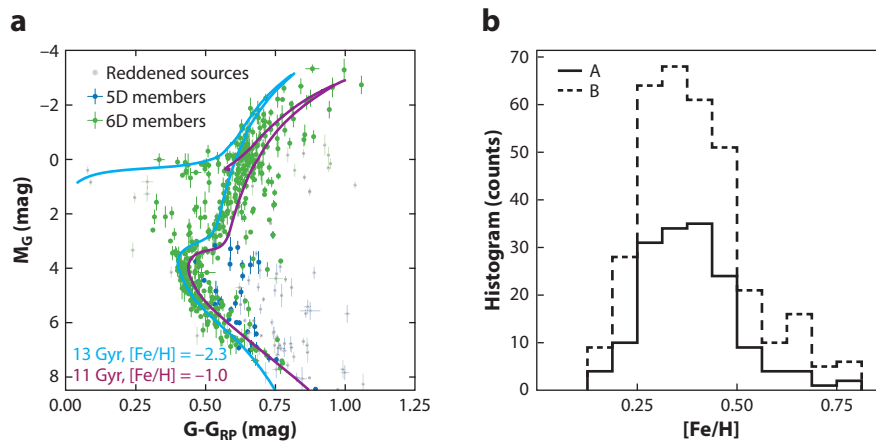 a
−4
−2
0
2
4
6
8
M_G (mag)
Reddened sources
5D members
6D members
13 Gyr, [Fe/H] = −2.3
11 Gyr, [Fe/H] = −1.0
0.00 0.25 0.50 0.75 1.00 1.25
G-G_RP (mag)
b
70
60
50
40
30
20
10
0
Histogram (counts)
A
B
0.25 0.50 0.75
[Fe/H]